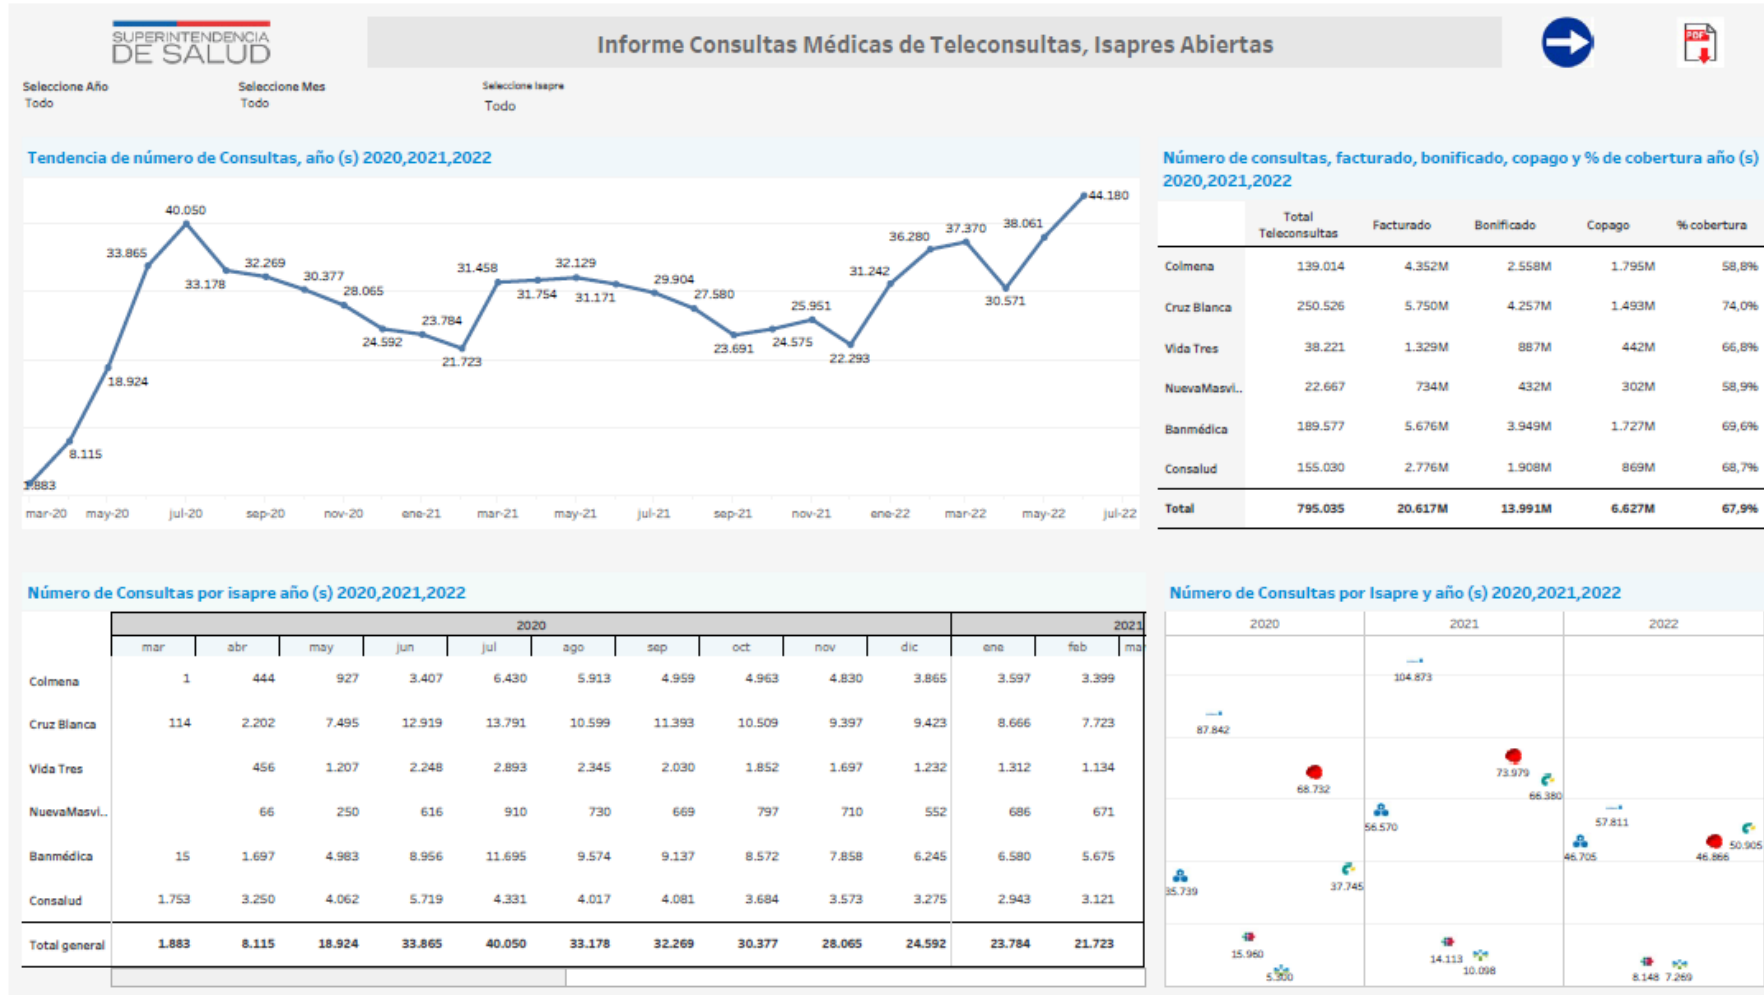 SUPERINTENDENCIA
DE SALUD
Informe Consultas Médicas de Teleconsultas, Isapres Abiertas
PDF
Seleccione Año
Todo
Seleccione Mes
Todo
Seleccione Isapre
Todo
Tendencia de número de Consultas, año (s) 2020,2021,2022
44.180
40.050
38.061
37.370
36.280
33.865
33.178
32.269
30.377
28.065
31.458
32.129
31.754
31.171
29.904
27.580
31.242
30.571
25.951
24.592
23.784
21.723
23.691
24.575
22.293
18.924
8.115
1.883
mar-20 may-20 jul-20 sep-20 nov-20 ene-21 mar-21 may-21 jul-21 sep-21 nov-21 ene-22 mar-22 may-22 jul-22
Número de consultas, facturado, bonificado, copago y % de cobertura año (s)
2020,2021,2022
Total
Teleconsultas Facturado Bonificado Copago % cobertura
Colmena 139.014 4.352M 2.558M 1.795M 58,8%
Cruz Blanca 250.526 5.750M 4.257M 1.493M 74,0%
Vida Tres 38.221 1.329M 887M 442M 66,8%
NuevaMasvi.. 22.667 734M 432M 302M 58,9%
Banmédica 189.577 5.676M 3.949M 1.727M 69,6%
Consalud 155.030 2.776M 1.908M 869M 68,7%
Total 795.035 20.617M 13.991M 6.627M 67,9%
Número de Consultas por isapre año (s) 2020,2021,2022
2020 2021
mar abr may jun jul ago sep oct nov dic ene feb ma
Colmena 1 444 927 3.407 6.430 5.913 4.959 4.963 4.830 3.865 3.597 3.399
Cruz Blanca 114 2.202 7.495 12.919 13.791 10.599 11.393 10.509 9.397 9.423 8.666 7.723
Vida Tres 456 1.207 2.248 2.893 2.345 2.030 1.852 1.697 1.232 1.312 1.134
NuevaMasvi.. 66 250 616 910 730 669 797 710 552 686 671
Banmédica 15 1.697 4.983 8.956 11.695 9.574 9.137 8.572 7.858 6.245 6.580 5.675
Consalud 1.753 3.250 4.062 5.719 4.331 4.017 4.081 3.684 3.573 3.275 2.943 3.121
Total general 1.883 8.115 18.924 33.865 40.050 33.178 32.269 30.377 28.065 24.592 23.784 21.723
Número de Consultas por Isapre y año (s) 2020,2021,2022
2020 2021 2022
104.873
87.842
73.979
68.732
66.380
56.570
57.811
50.905
46.705
46.866
35.739
37.745
15.960
14.113
10.098
5.300
8.148 7.269